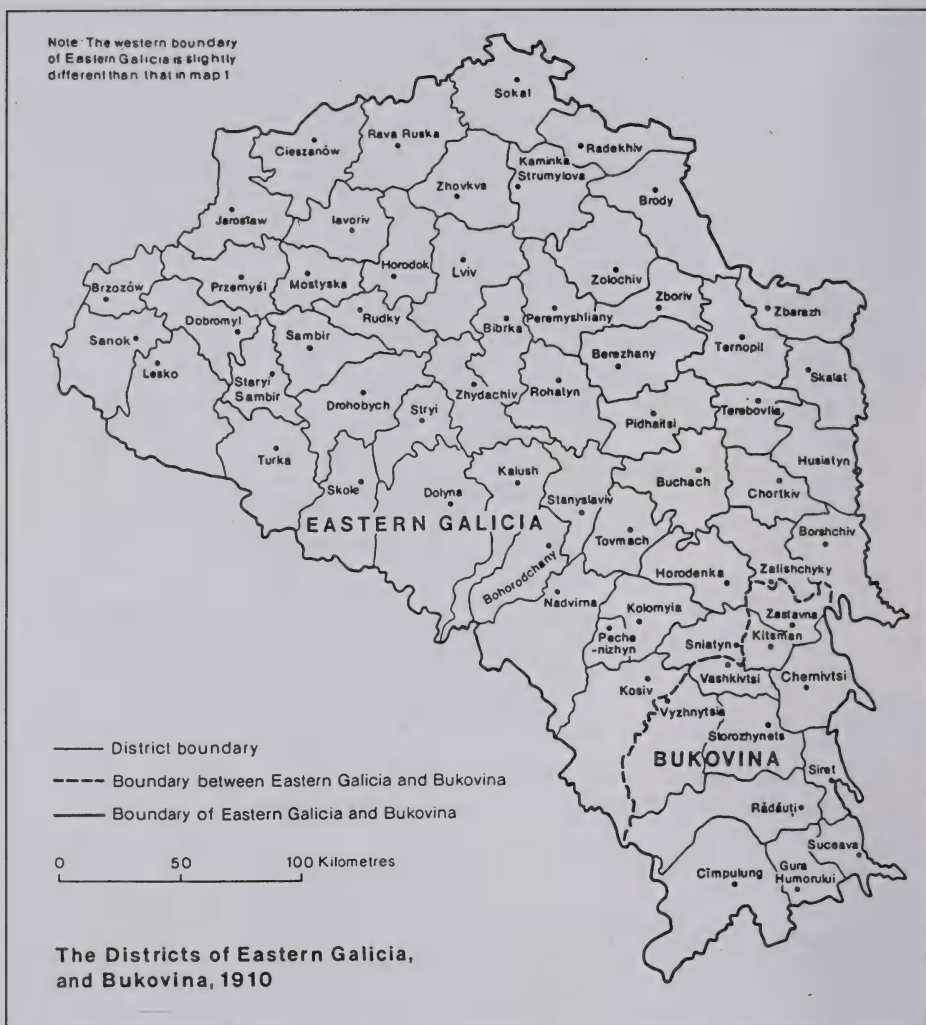 Note: The western boundary
of Eastern Galicia is slightly
different than that in map 1
Sokal
Cieszanów
Rava Ruska
Radekhiv
Kaminka
Strumylova
Zhovkva
Brody
Jarosław
Iavoriv
Horodok
Lviv
Zolochiv
Brzozów
Przemyśl
Mostyska
Zboriv
Zbarazh
Dobromyl
Rudky
Bibrka
Peremyshliany
Sanok
Sambir
Ternopil
Lesko
Staryi
Sambir
Berezhany
Skalat
Drohobych
Stryi
Zhydachiv
Rohatyn
Pidhaitsi
Terebovlia
Turka
Skole
Kalush
Husiatyn
Dolyna
Stanyslaviv
Buchach
Chortkiv
EASTERN GALICIA
Tovmach
Borshchiv
Bohorodchany
Horodenka
Zalishchyky
Nadvirna
Kolomyia
Zastavna
Peche
-nizhyn
Sniatyn
Kitsman
Vashkivtsi
Chernivtsi
Kosiv
Vyzhnytsia
Storozhynets
BUKOVINA
Siret
Rădăuți
Suceava
Cîmpulung
Gura
Humorului
District boundary
Boundary between Eastern Galicia and Bukovina
Boundary of Eastern Galicia and Bukovina
0 50 100 Kilometres
The Districts of Eastern Galicia,
and Bukovina, 1910